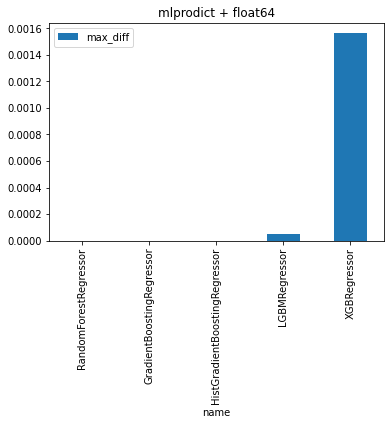 mlprodict + float64
max_diff
0.0016
0.0014
0.0012
0.0010
0.0008
0.0006
0.0004
0.0002
0.0000
RandomForestRegressor
GradientBoostingRegressor
HistGradientBoostingRegressor
LGBMRegressor
XGBRegressor
name